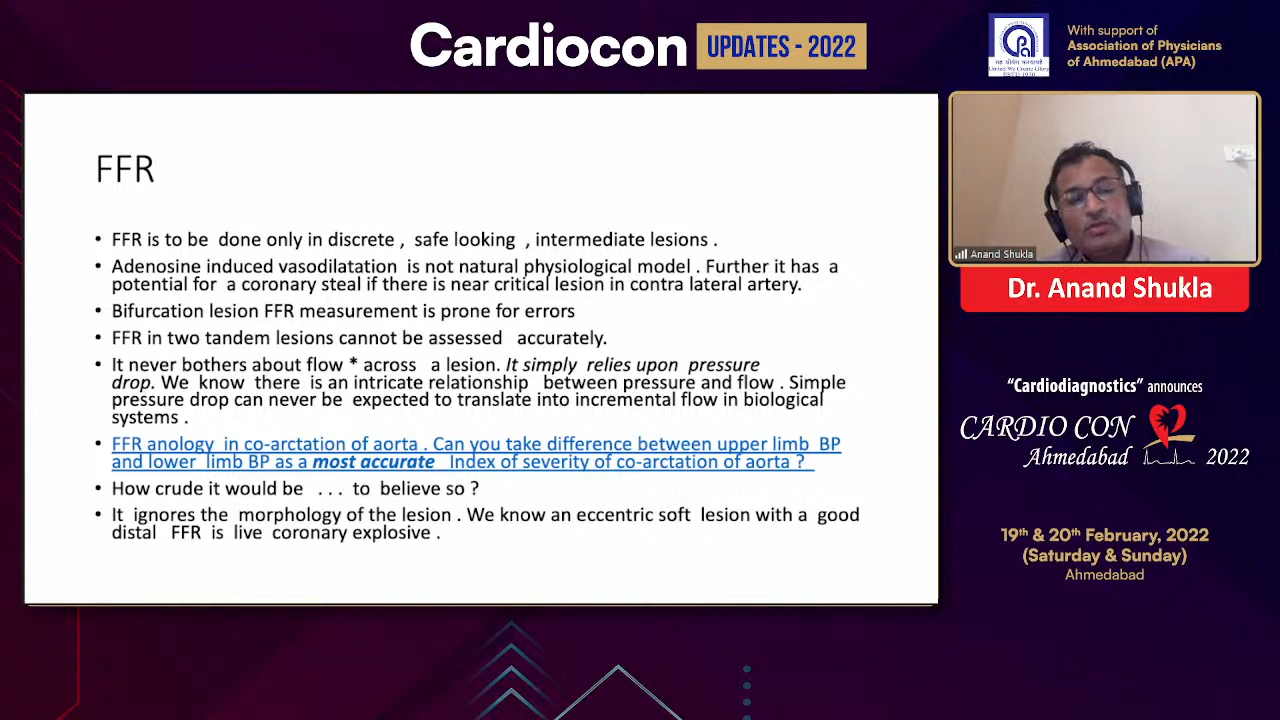 Cardiocon UPDATES - 2022
With support of
Association of Physicians
of Ahmedabad (APA)
United We Create Glory
ESTD.1970
FFR
• FFR is to be done only in discrete , safe looking , intermediate lesions .
• Adenosine induced vasodilatation is not natural physiological model . Further it has a
potential for a coronary steal if there is near critical lesion in contra lateral artery.
• Bifurcation lesion FFR measurement is prone for errors
• FFR in two tandem lesions cannot be assessed accurately.
• It never bothers about flow * across a lesion. It simply relies upon pressure
drop. We know there is an intricate relationship between pressure and flow . Simple
pressure drop can never be expected to translate into incremental flow in biological
systems .
• FFR anology in co-arctation of aorta . Can you take difference between upper limb BP
and lower limb BP as a most accurate Index of severity of co-arctation of aorta ?
• How crude it would be . . . to believe so ?
• It ignores the morphology of the lesion . We know an eccentric soft lesion with a good
distal FFR is live coronary explosive .
Anand Shukla
Dr. Anand Shukla
“Cardiodiagnostics” announces
CARDIO CON
Ahmedabad 2022
19th & 20th February, 2022
(Saturday & Sunday)
Ahmedabad